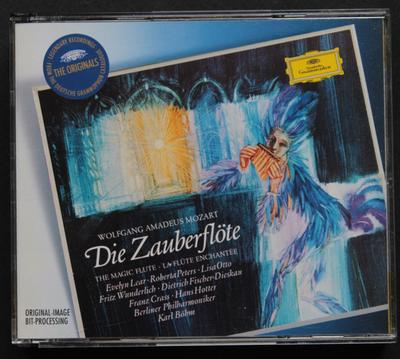 THE ORIGINALS
LEGENDARY RECORDINGS
Deutsche
Grammophon
WOLFGANG AMADEUS MOZART
Die Zauberflöte
THE MAGIC FLUTE · LA FLÛTE ENCHANTÉE
Evelyn Lear · Roberta Peters · Lisa Otto
Fritz Wunderlich · Dietrich Fischer-Dieskau
Franz Crass · Hans Hotter
Berliner Philharmoniker
Karl Böhm
ORIGINAL-IMAGE
BIT-PROCESSING